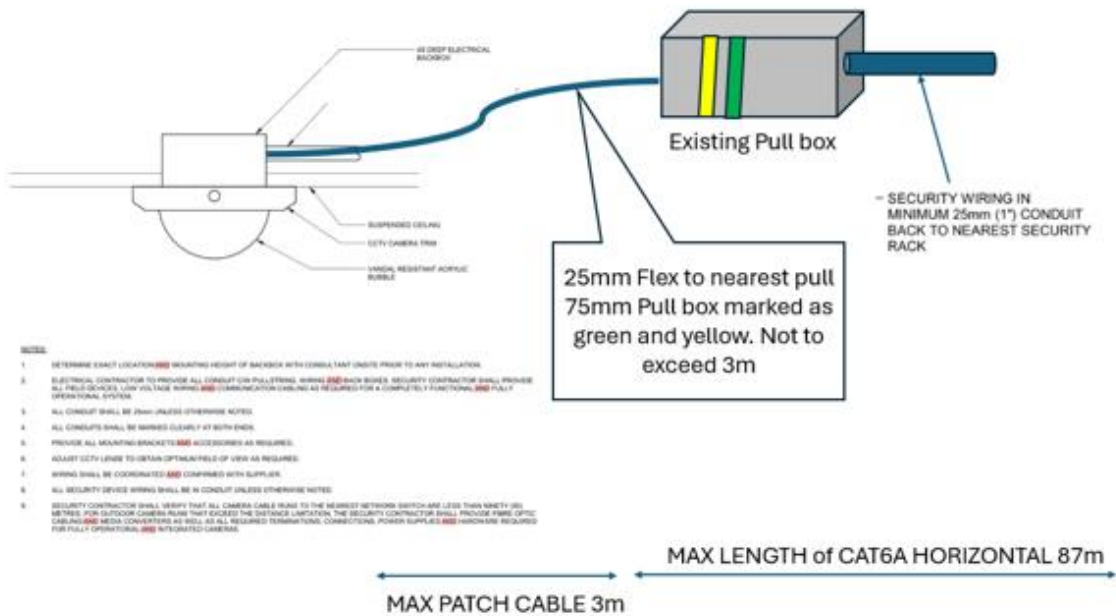 45 DEEP ELECTRICAL
BACKBOX
Existing Pull box
SUSPENDED CEILING
CCTV CAMERA TRIM
VANDAL RESISTANT ACRYLIC
BUBBLE
– SECURITY WIRING IN
MINIMUM 25mm (1") CONDUIT
BACK TO NEAREST SECURITY
RACK
25mm Flex to nearest pull
75mm Pull box marked as
green and yellow. Not to
exceed 3m
NOTES:
1. DETERMINE EXACT LOCATION AND MOUNTING HEIGHT OF BACKBOX WITH CONSULTANT ONSITE PRIOR TO ANY INSTALLATION.
2. ELECTRICAL CONTRACTOR TO PROVIDE ALL CONDUIT C/W PULLSTRING, WIRING AND BACK BOXES. SECURITY CONTRACTOR SHALL PROVIDE
ALL FIELD DEVICES, LOW VOLTAGE WIRING AND COMMUNICATION CABLING AS REQUIRED FOR A COMPLETELY FUNCTIONAL AND FULLY
OPERATIONAL SYSTEM.
3. ALL CONDUIT SHALL BE 25mm UNLESS OTHERWISE NOTED.
4. ALL CONDUITS SHALL BE MARKED CLEARLY AT BOTH ENDS.
5. PROVIDE ALL MOUNTING BRACKETS AND ACCESSORIES AS REQUIRED.
6. ADJUST CCTV LENSE TO OBTAIN OPTIMUM FIELD OF VIEW AS REQUIRED.
7. WIRING SHALL BE COORDINATED AND CONFIRMED WITH SUPPLIER.
8. ALL SECURITY DEVICE WIRING SHALL BE IN CONDUIT UNLESS OTHERWISE NOTED.
9. SECURITY CONTRACTOR SHALL VERIFY THAT ALL CAMERA CABLE RUNS TO THE NEAREST NETWORK SWITCH ARE LESS THAN NINETY (90)
METRES. FOR OUTDOOR CAMERA RUNS THAT EXCEED THE DISTANCE LIMITATION, THE SECURITY CONTRACTOR SHALL PROVIDE FIBRE OPTIC
CABLING AND MEDIA CONVERTERS AS WELL AS ALL REQUIRED TERMINATIONS, CONNECTIONS, POWER SUPPLIES AND HARDWARE REQUIRED
FOR FULLY OPERATIONAL AND INTEGRATED CAMERAS.
MAX LENGTH of CAT6A HORIZONTAL 87m
MAX PATCH CABLE 3m